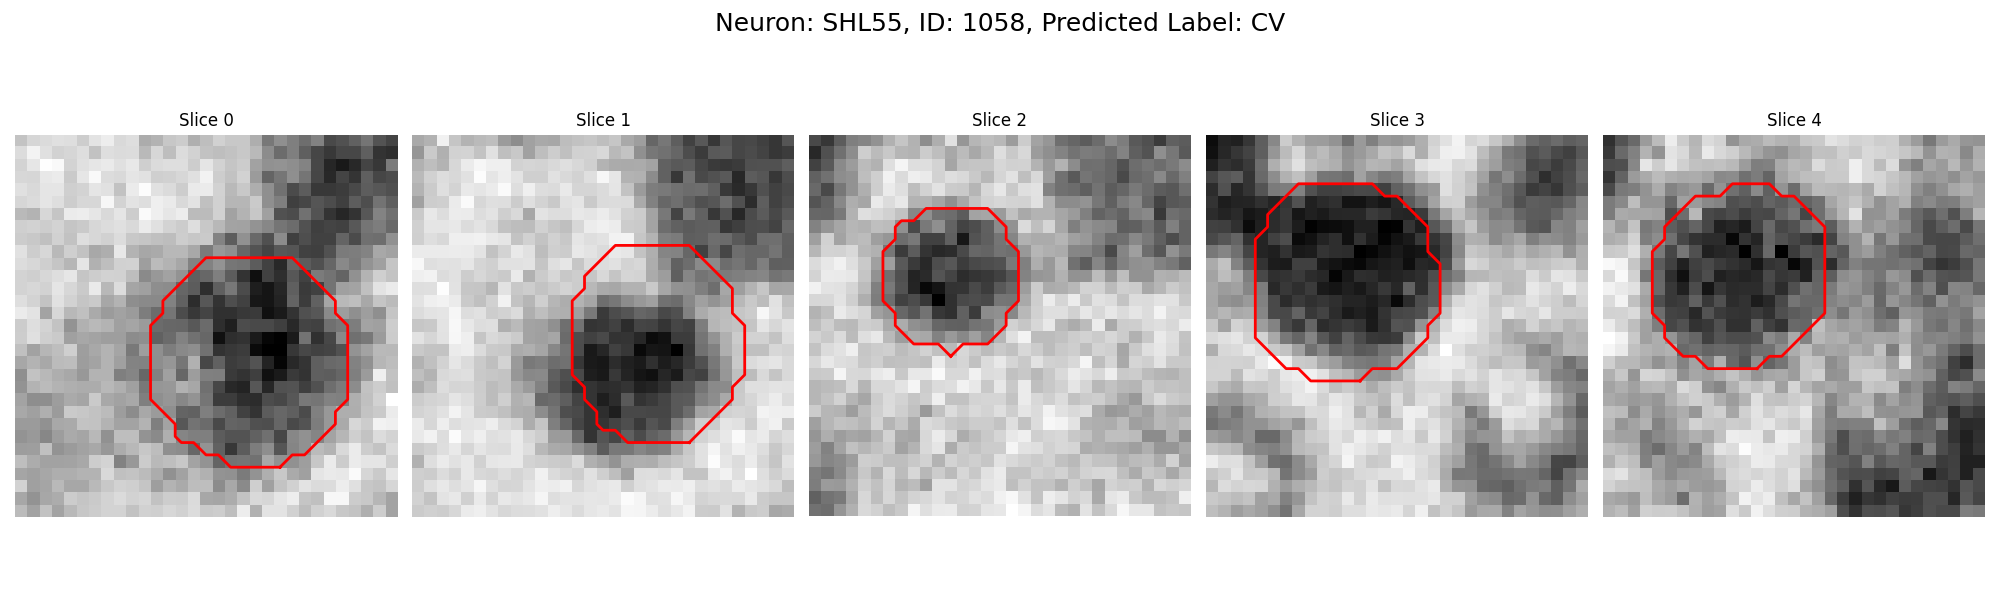 Neuron: SHL55, ID: 1058, Predicted Label: CV
Slice 0
Slice 1
Slice 2
Slice 3
Slice 4